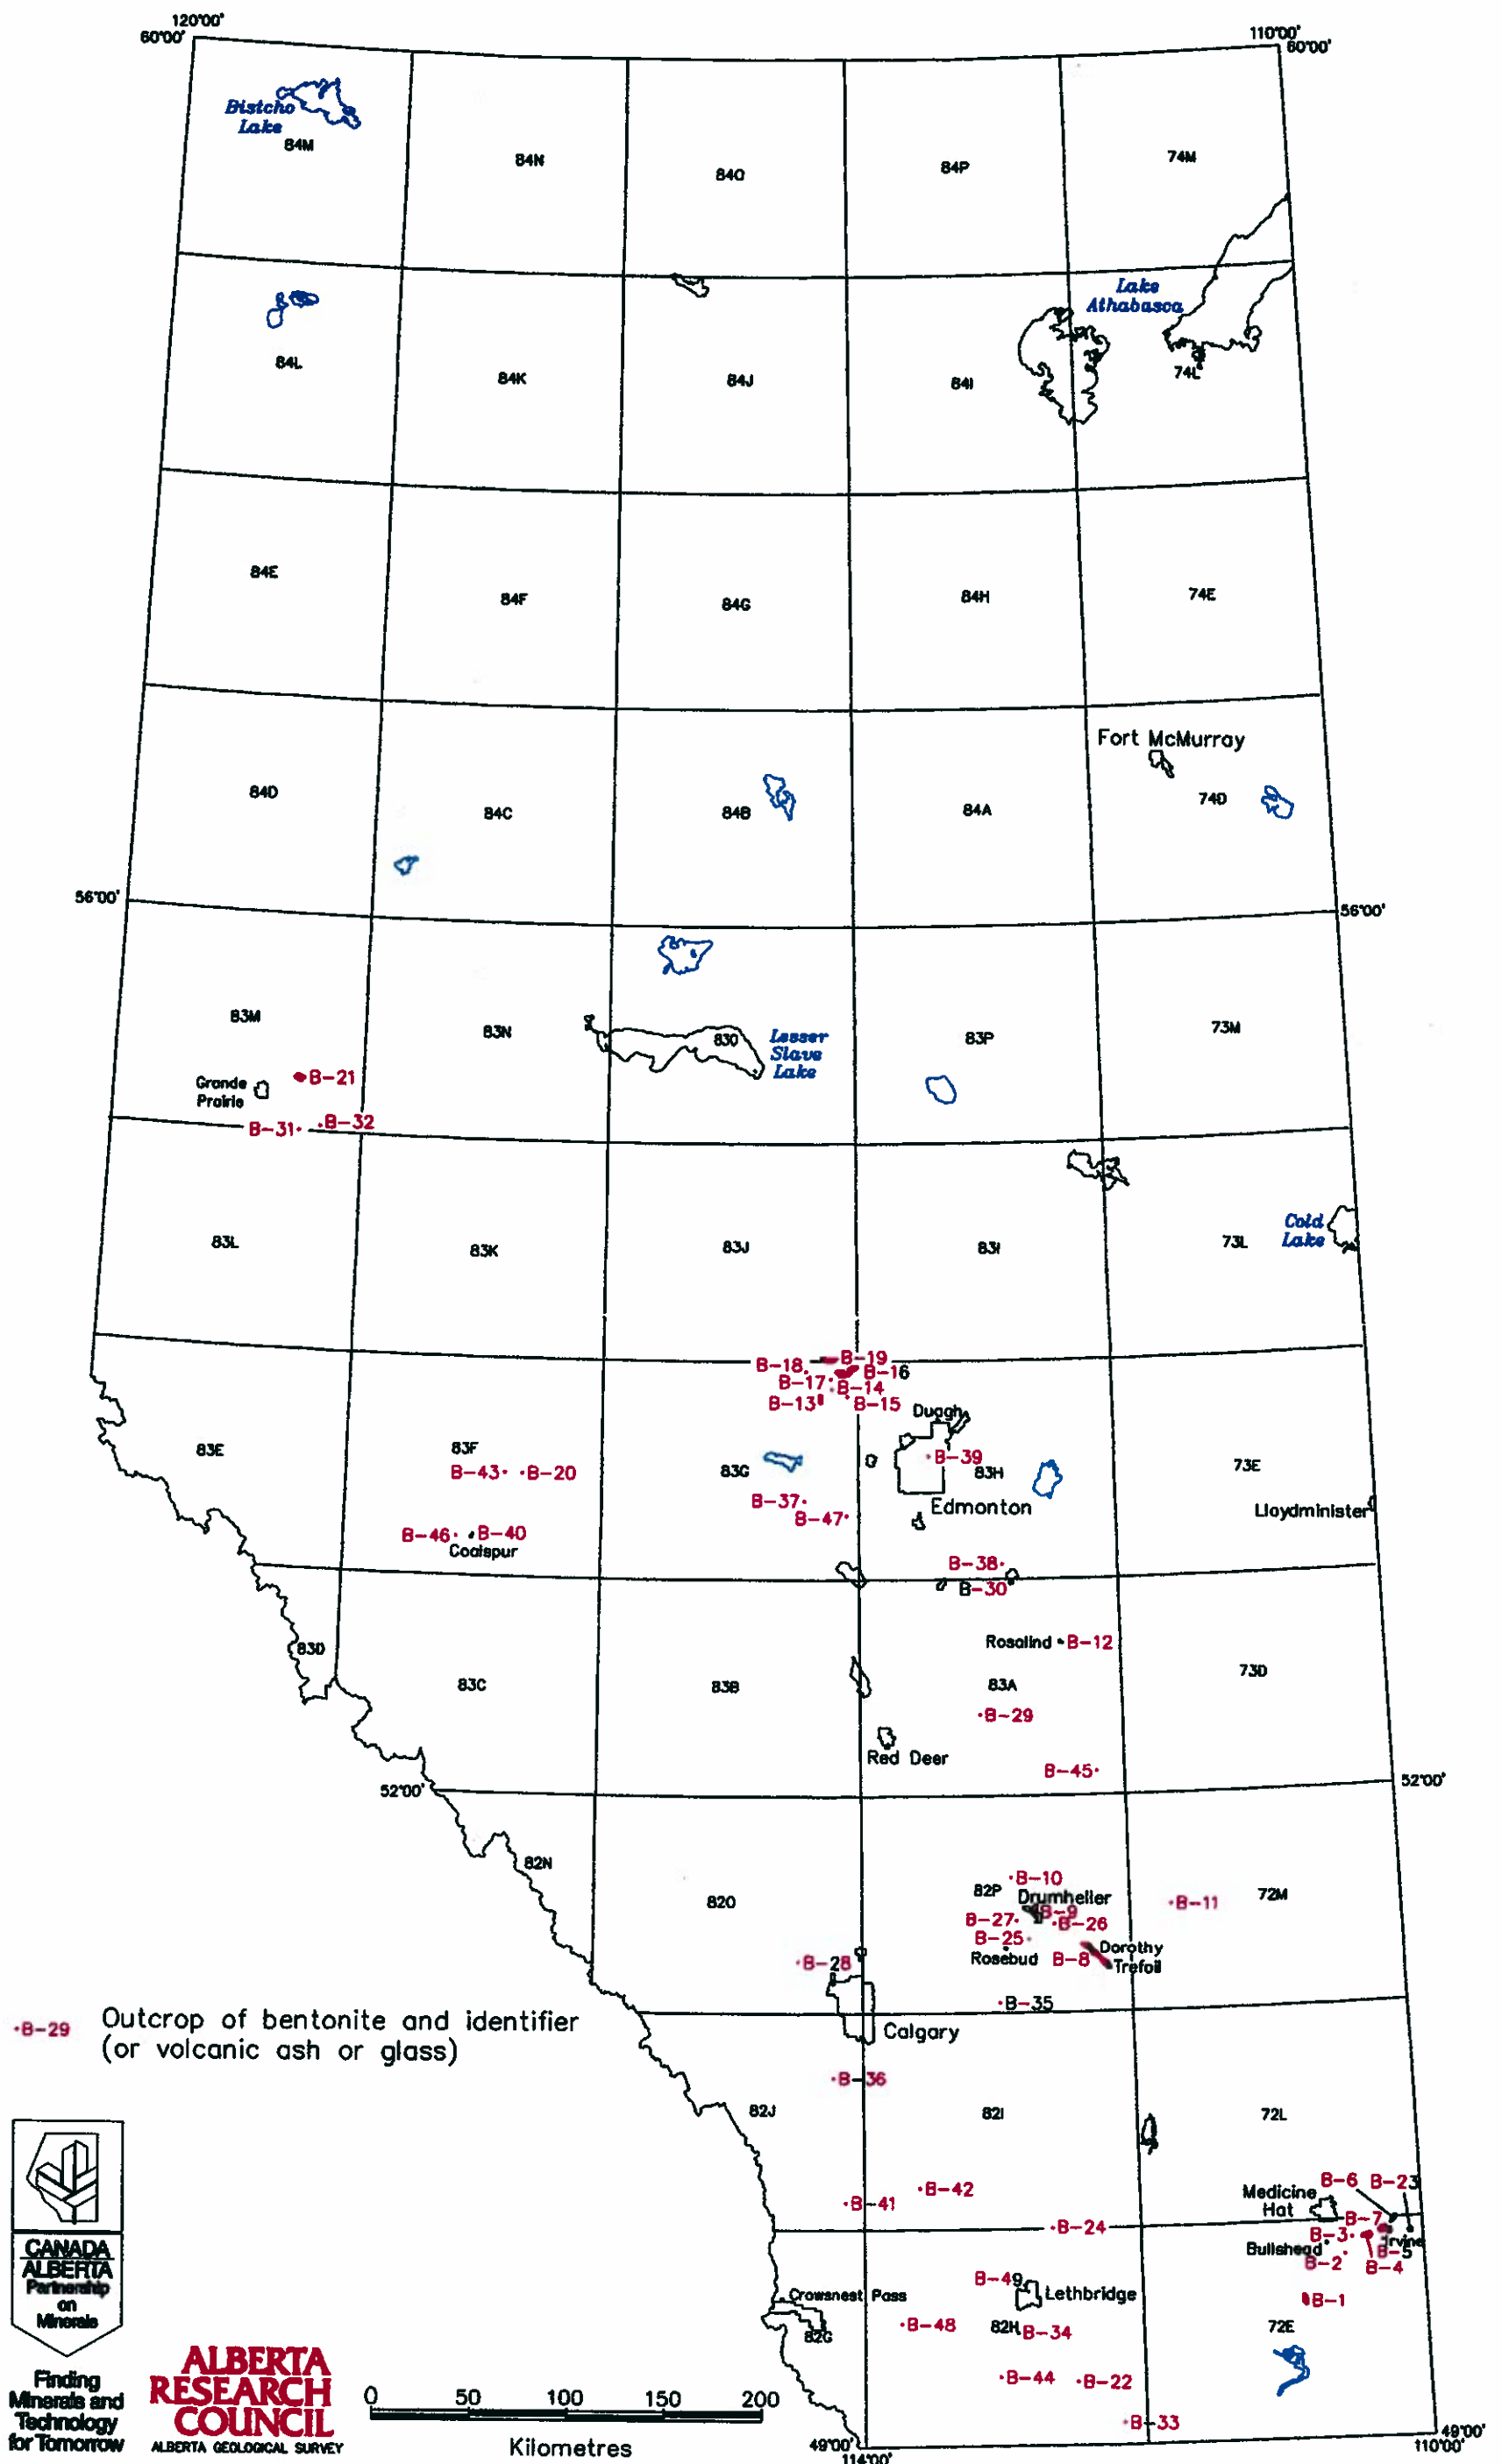 120°00'
60°00'
110°00'
60°00'
Bistcho
Lake
84M
84N
84O
84P
74M
Lake
Athabasca
84L
84K
84J
84I
74L
84E
84F
84G
84H
74E
Fort McMurray
84D
84C
84B
84A
74D
56°00'
56°00'
83M
83N
83O
Lesser
Slave
Lake
83P
73M
Grande
Prairie
B-21
B-31
B-32
83L
83K
83J
83I
73L
Cold
Lake
B-18
B-19
B-16
B-17
B-14
B-13
B-15
Duagh
83E
83F
B-43
B-20
83G
B-39
83H
73E
B-37
B-47
Edmonton
Lloydminister
B-46
B-40
Coalspur
B-38
B-30
83D
83C
83B
Rosalind
B-12
83A
73D
B-29
Red Deer
B-45
52°00'
52°00'
82N
82O
82P
B-10
Drumheller
B-9
B-27
B-26
B-25
Rosebud
B-8
Dorothy
Trefoil
B-11
72M
B-28
B-35
B-29
Outcrop of bentonite and identifier
(or volcanic ash or glass)
Calgary
B-36
82J
82I
72L
B-41
B-42
B-24
Medicine
Hat
B-6
B-23
B-7
B-3
Irvine
Bullshead
B-2
B-5
B-4
B-1
72E
B-49
Lethbridge
Crowsnest Pass
82G
B-48
82H
B-34
B-44
B-22
B-33
CANADA
ALBERTA
Partnership
on
Minerals
Finding
Minerals and
Technology
for Tomorrow
ALBERTA
RESEARCH
COUNCIL
ALBERTA GEOLOGICAL SURVEY
0 50 100 150 200
Kilometres
49°00'
114°00'
49°00'
110°00'